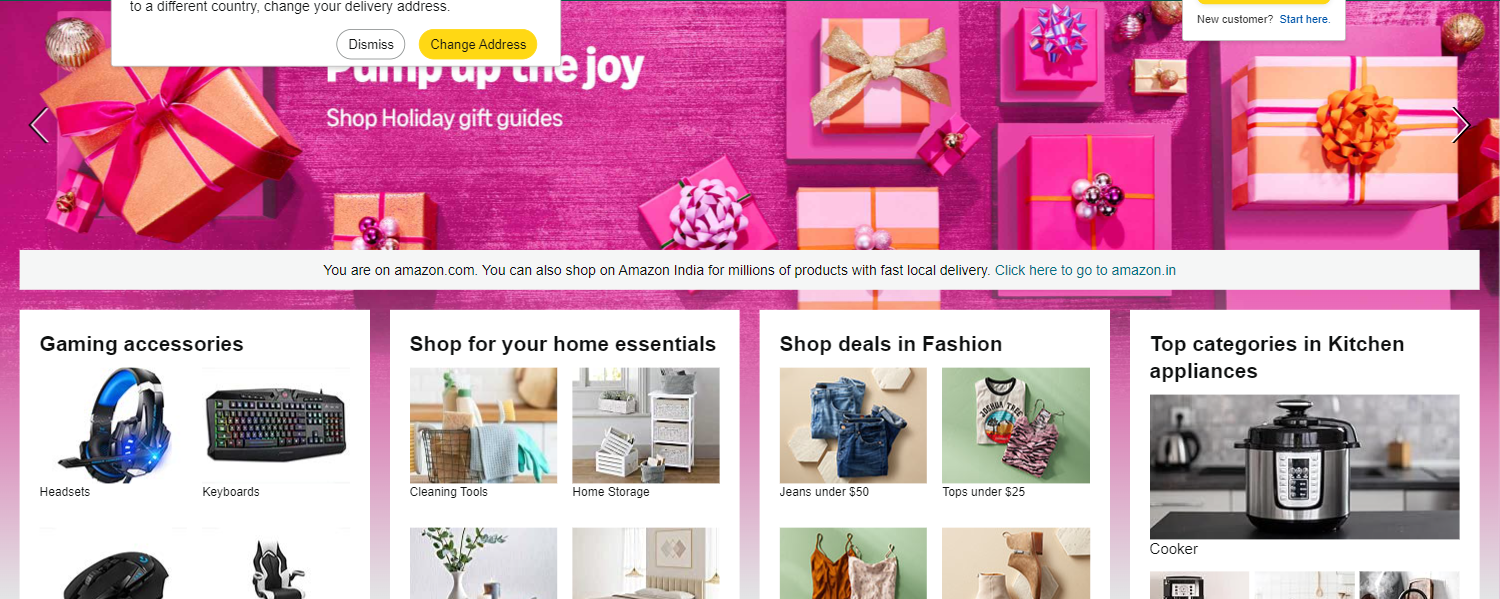 to a different country, change your delivery address.
Dismiss
Change Address
New customer? Start here.
Pump up the joy
Shop Holiday gift guides
You are on amazon.com. You can also shop on Amazon India for millions of products with fast local delivery. Click here to go to amazon.in
Gaming accessories
Headsets
Keyboards
Shop for your home essentials
Cleaning Tools
Home Storage
Shop deals in Fashion
JOSHUA TREE
Jeans under $50
Tops under $25
Top categories in Kitchen
appliances
Cooker